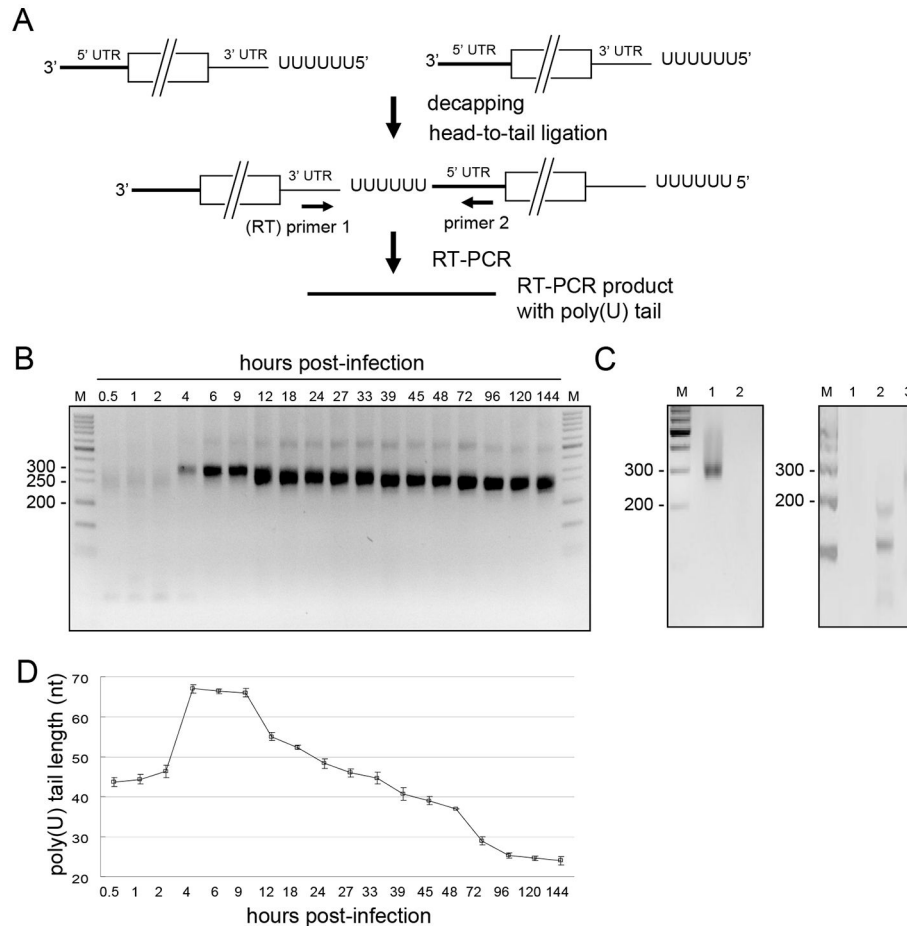 A
3’ 5’ UTR 3’ UTR UUUUUU5’
3’ 5’ UTR 3’ UTR UUUUUU5’
decapping
head-to-tail ligation
3’ 3’ UTR UUUUUU 5’ UTR UUUUUU 5’
(RT) primer 1 primer 2
RT-PCR
RT-PCR product
with poly(U) tail
B
hours post-infection
M 0.5 1 2 4 6 9 12 18 24 27 33 39 45 48 72 96 120 144 M
300 -
250 -
200 -
C
M 1 2
300 -
200 -
M 1 2 3
300 -
200 -
D
poly(U) tail length (nt)
70
60
50
40
30
20
0.5 1 2 4 6 9 12 18 24 27 33 39 45 48 72 96 120 144
hours post-infection